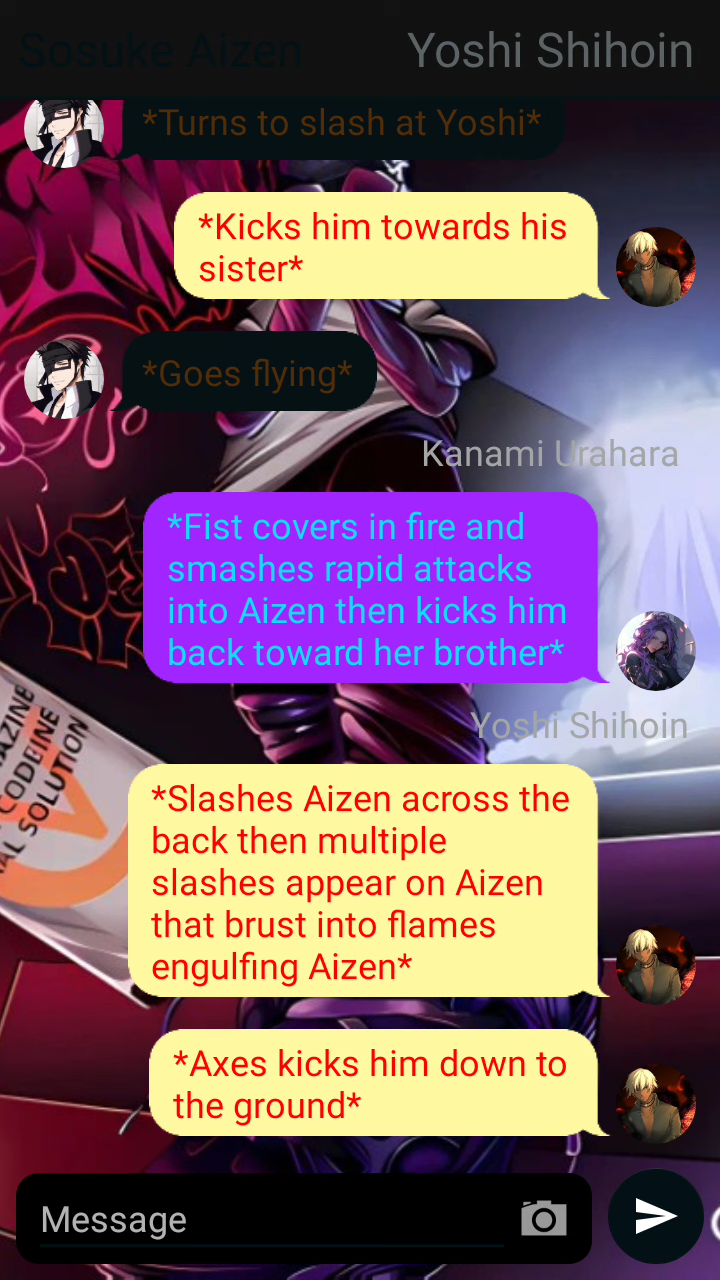 Sosuke Aizen
Yoshi Shihoin
*Turns to slash at Yoshi*
*Kicks him towards his
sister*
*Goes flying*
Kanami Urahara
*Fist covers in fire and
smashes rapid attacks
into Aizen then kicks him
back toward her brother*
Yoshi Shihoin
AZINE
CODEINE
AL SOLUTION
*Slashes Aizen across the
back then multiple
slashes appear on Aizen
that brust into flames
engulfing Aizen*
*Axes kicks him down to
the ground*
Message